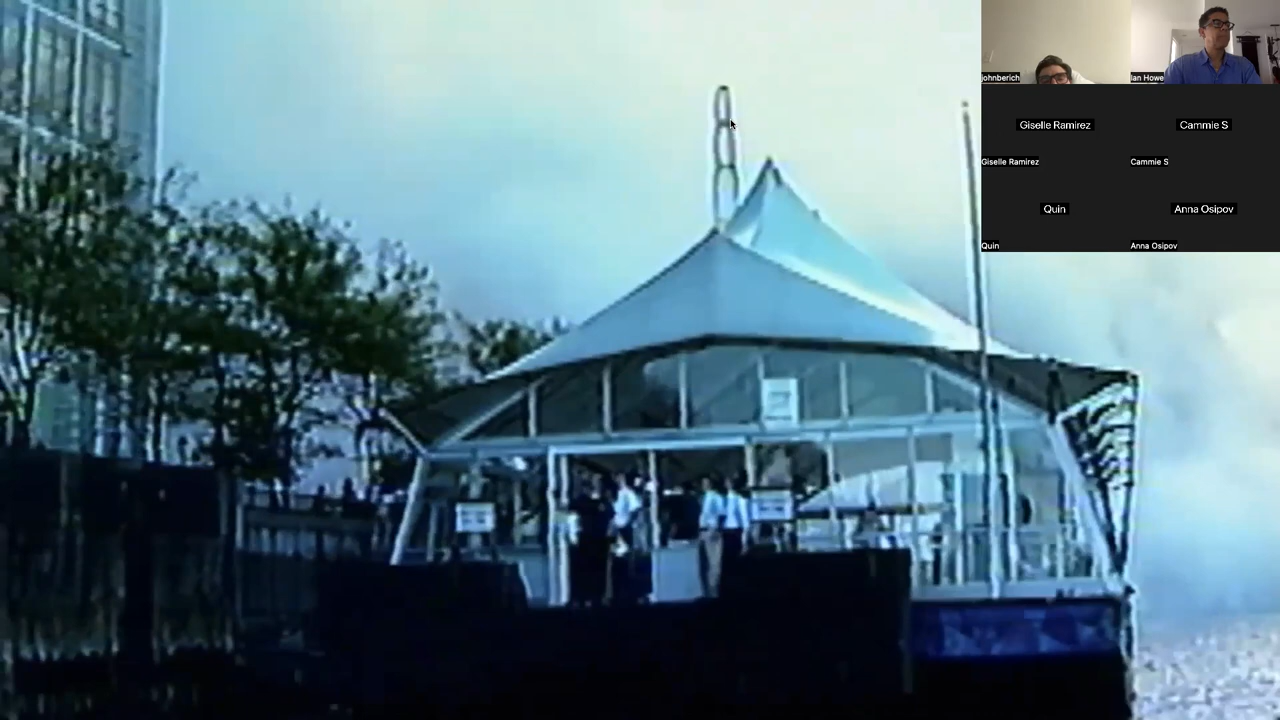 johnberich
Ian Howe
Giselle Ramirez
Cammie S
Giselle Ramirez
Cammie S
Quin
Anna Osipov
Quin
Anna Osipov